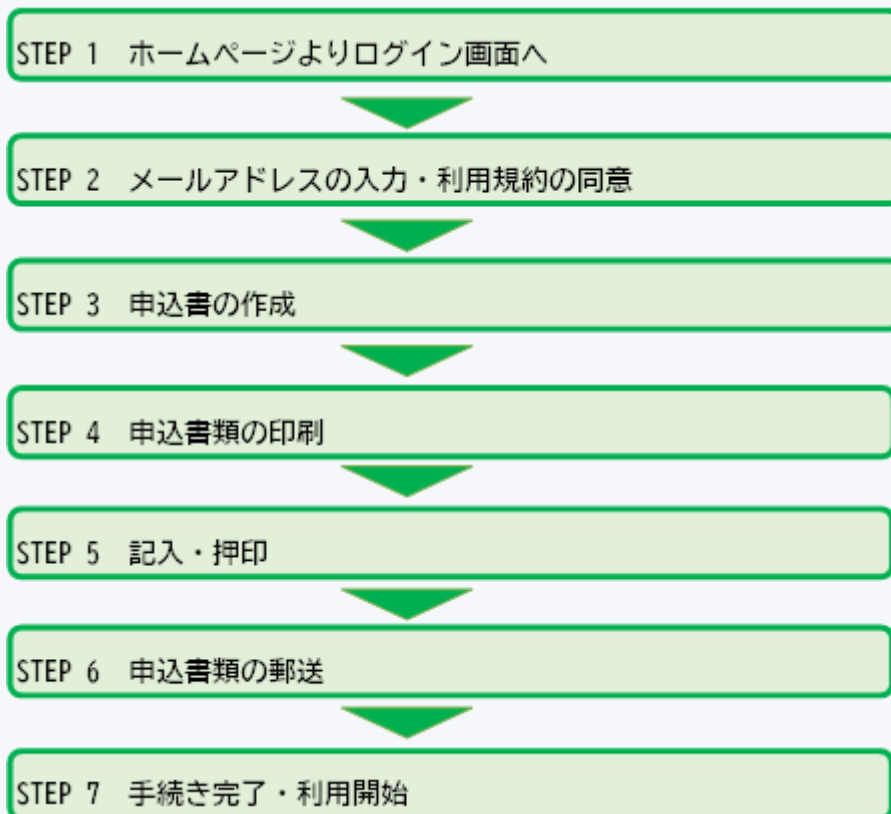 STEP 1 ホームページよりログイン画面へ
STEP 2 メールアドレスの入力・利用規約の同意
STEP 3 申込書の作成
STEP 4 申込書類の印刷
STEP 5 記入・押印
STEP 6 申込書類の郵送
STEP 7 手続き完了・利用開始